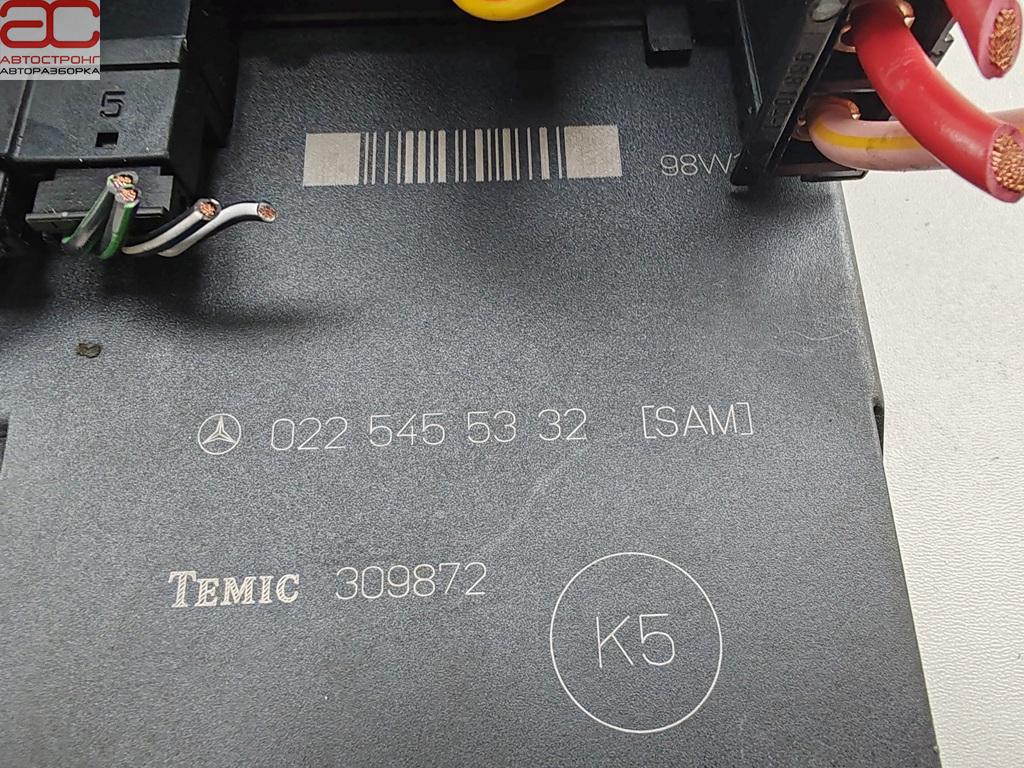 АС
АВТОСТРОНГ
АВТОРАЗБОРКА
5
98W
022 545 53 32 [SAM]
TEMIC 309872
K5